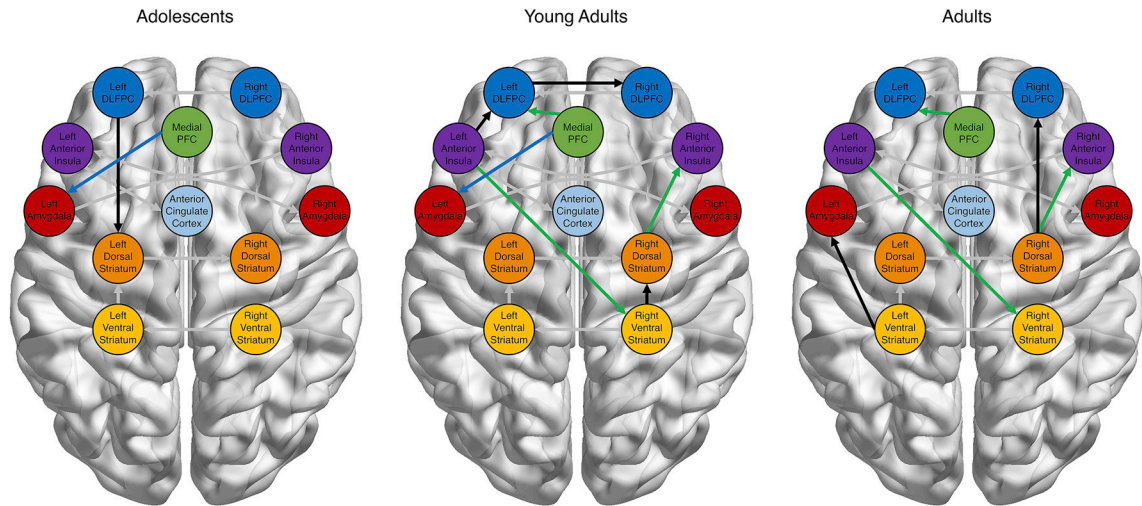 Adolescents
Left
DLFPC
Right
DLPFC
Medial
PFC
Left
Anterior
Insula
Right
Anterior
Insula
Left
Amygdala
Anterior
Cingulate
Cortex
Right
Amygdala
Left
Dorsal
Striatum
Right
Dorsal
Striatum
Left
Ventral
Striatum
Right
Ventral
Striatum
Young Adults
Left
DLFPC
Right
DLPFC
Medial
PFC
Left
Anterior
Insula
Right
Anterior
Insula
Left
Amygdala
Anterior
Cingulate
Cortex
Right
Amygdala
Left
Dorsal
Striatum
Right
Dorsal
Striatum
Left
Ventral
Striatum
Right
Ventral
Striatum
Adults
Left
DLFPC
Right
DLPFC
Medial
PFC
Left
Anterior
Insula
Right
Anterior
Insula
Left
Amygdala
Anterior
Cingulate
Cortex
Right
Amygdala
Left
Dorsal
Striatum
Right
Dorsal
Striatum
Left
Ventral
Striatum
Right
Ventral
Striatum